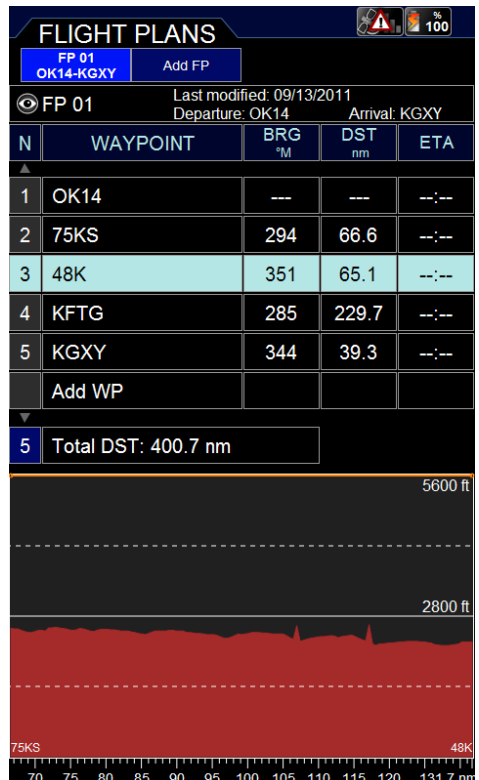 FLIGHT PLANS
%
100
FP 01
OK14-KGXY
Add FP
FP 01
Last modified: 09/13/2011
Departure: OK14 Arrival: KGXY
N WAYPOINT BRG °M DST nm ETA
1 OK14 --- --- --:--
2 75KS 294 66.6 --:--
3 48K 351 65.1 --:--
4 KFTG 285 229.7 --:--
5 KGXY 344 39.3 --:--
Add WP
5 Total DST: 400.7 nm
5600 ft
2800 ft
75KS 48K
70 75 80 85 90 95 100 105 110 115 120 131.7 nm